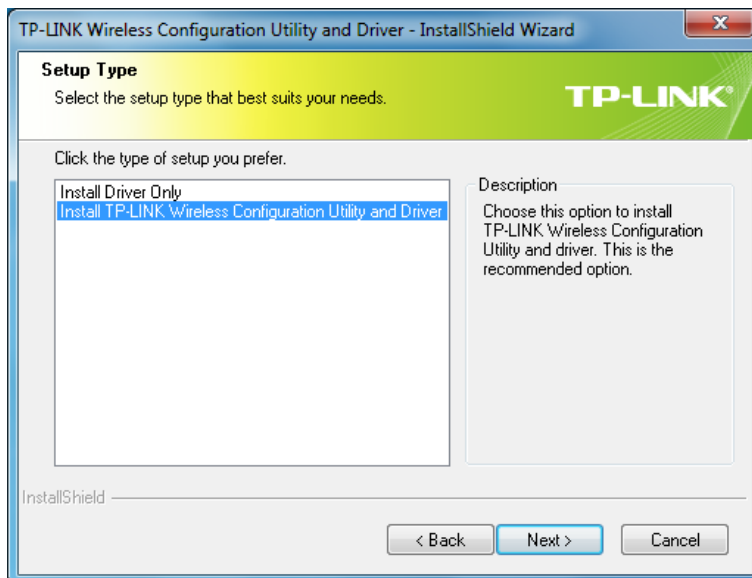 TP-LINK Wireless Configuration Utility and Driver - InstallShield Wizard
Setup Type
Select the setup type that best suits your needs.
TP-LINK®
Click the type of setup you prefer.
Install Driver Only
Install TP-LINK Wireless Configuration Utility and Driver
Description
Choose this option to install
TP-LINK Wireless Configuration
Utility and driver. This is the
recommended option.
InstallShield
< Back
Next >
Cancel